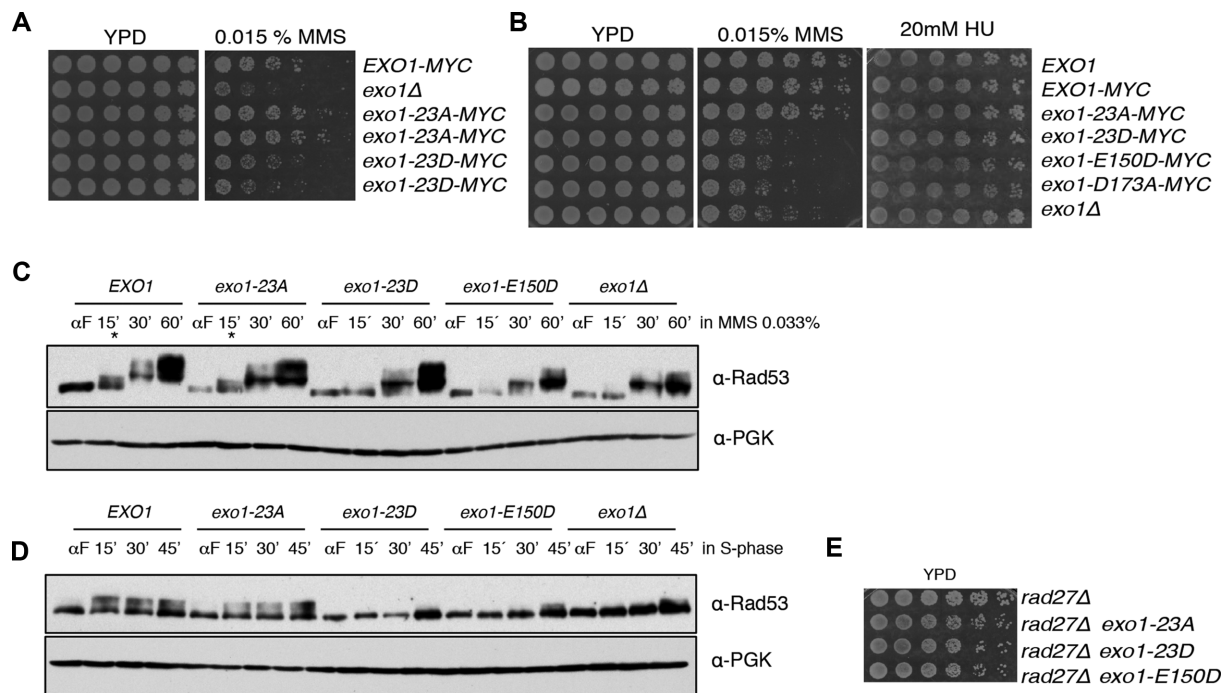 A
YPD
0.015 % MMS
EXO1-MYC
exo1Δ
exo1-23A-MYC
exo1-23A-MYC
exo1-23D-MYC
exo1-23D-MYC
B
YPD
0.015% MMS
20mM HU
EXO1
EXO1-MYC
exo1-23A-MYC
exo1-23D-MYC
exo1-E150D-MYC
exo1-D173A-MYC
exo1Δ
C
EXO1 exo1-23A exo1-23D exo1-E150D exo1Δ
αF 15' 30' 60' αF 15' 30' 60' αF 15´ 30' 60' αF 15´ 30' 60' αF 15´ 30' 60' in MMS 0.033%
* *
α-Rad53
α-PGK
D
EXO1 exo1-23A exo1-23D exo1-E150D exo1Δ
αF 15' 30' 45' αF 15' 30' 45' αF 15´ 30' 45' αF 15´ 30' 45' αF 15´ 30' 45' in S-phase
α-Rad53
α-PGK
E
YPD
rad27Δ
rad27Δ exo1-23A
rad27Δ exo1-23D
rad27Δ exo1-E150D